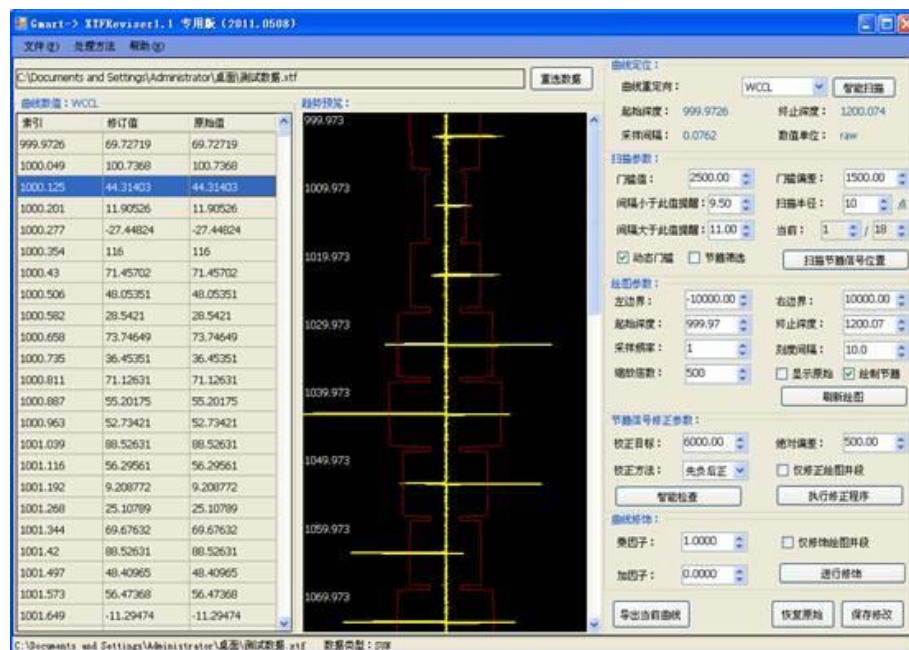 Gmart-> XTFReviser1.1 专用版 (2011.0508)
文件(F) 处理方法 帮助(H)
C:\Documents and Settings\Administrator\桌面\测试数据.xtf 重选数据
曲线数值：WCCL
索引 修订值 原始值
999.9726 69.72719 69.72719
1000.049 100.7368 100.7368
1000.125 44.31403 44.31403
1000.201 11.90526 11.90526
1000.277 -27.44824 -27.44824
1000.354 116 116
1000.43 71.45702 71.45702
1000.506 48.05351 48.05351
1000.582 28.5421 28.5421
1000.658 73.74649 73.74649
1000.735 36.45351 36.45351
1000.811 71.12631 71.12631
1000.887 55.20175 55.20175
1000.963 52.73421 52.73421
1001.039 88.52631 88.52631
1001.116 56.29561 56.29561
1001.192 9.208772 9.208772
1001.268 25.10789 25.10789
1001.344 69.67632 69.67632
1001.42 88.52631 88.52631
1001.497 48.40965 48.40965
1001.573 56.47368 56.47368
1001.649 -11.29474 -11.29474
趋势预览：
999.973
1009.973
1019.973
1029.973
1039.973
1049.973
1059.973
1069.973
曲线定位：
曲线重定向： WCCL 智能扫描
起始深度： 999.9726 终止深度： 1200.074
采样间隔： 0.0762 数值单位： raw
扫描参数：
门槛值： 2500.00 门槛偏差： 1500.00
间隔小于此值提醒： 9.50 扫描半径： 10 点
间隔大于此值提醒： 11.00 当前： 1 / 18
动态门槛 节箍筛选 扫描节箍信号位置
绘图参数：
左边界： -10000.00 右边界： 10000.00
起始深度： 999.97 终止深度： 1200.07
采样频率： 1 刻度间隔： 10.0
缩放倍数： 500 显示原始 绘制节箍
刷新绘图
节箍信号修正参数：
校正目标： 6000.00 绝对偏差： 500.00
校正方法： 先负后正 仅修正绘图井段
智能检查 执行修正程序
曲线修饰：
乘因子： 1.0000 仅修饰绘图井段
加因子： 0.0000 进行修饰
导出当前曲线 恢复原始 保存修改
C:\Documents and Settings\Administrator\桌面\测试数据.xtf 数据类型：SUN